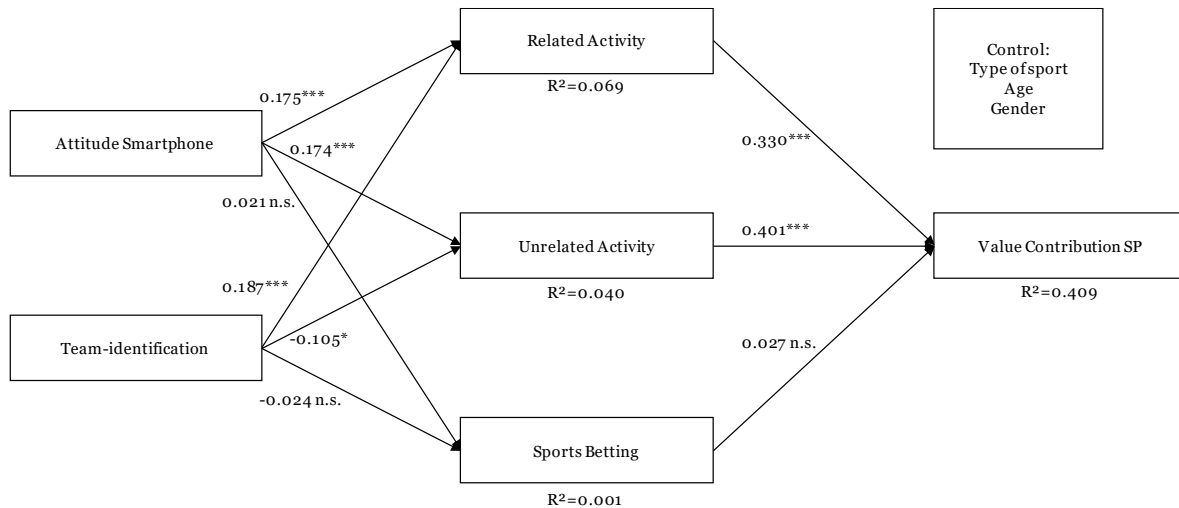 Related Activity
R²=0.069
Control:
Type of sport
Age
Gender
0.175***
Attitude Smartphone
0.174***
0.330***
0.021 n.s.
Unrelated Activity
0.401***
Value Contribution SP
R²=0.040
R²=0.409
0.187***
Team-identification
-0.105*
0.027 n.s.
-0.024 n.s.
Sports Betting
R²=0.001